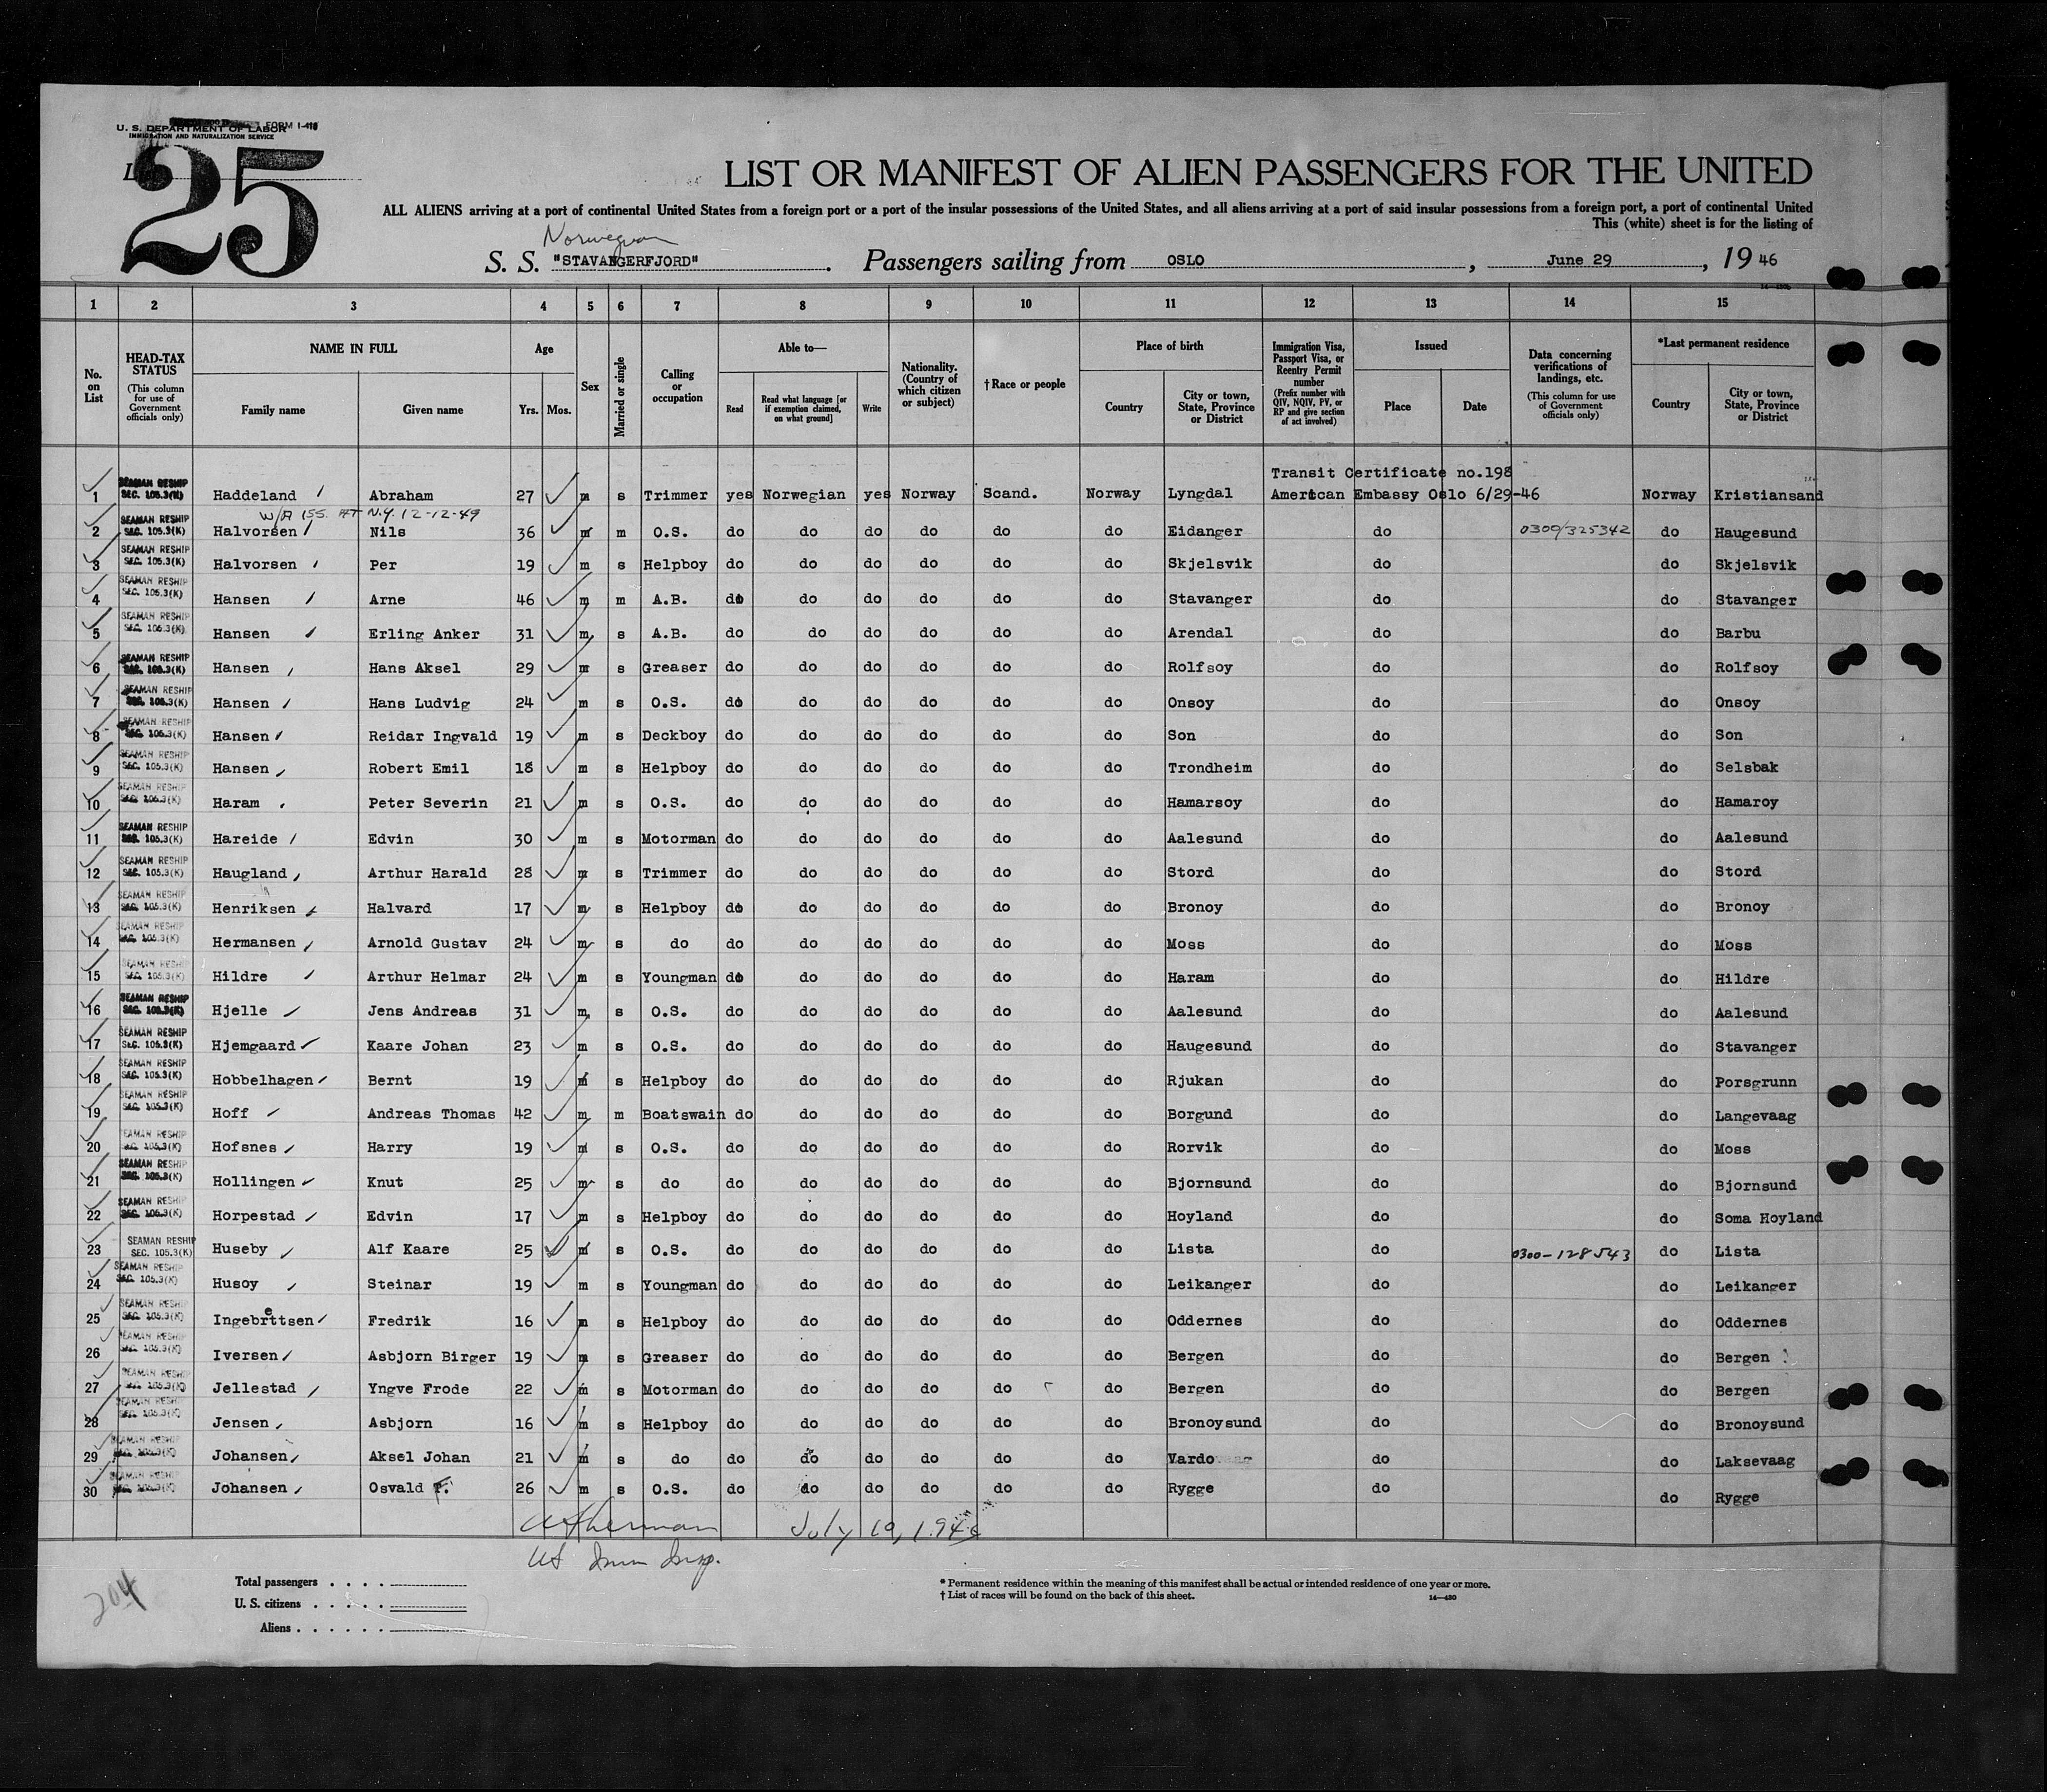 U. S. DEPARTMENT OF LABOR FORM I-418
IMMIGRATION AND NATURALIZATION SERVICE
25
LIST OR MANIFEST OF ALIEN PASSENGERS FOR THE UNITED
ALL ALIENS arriving at a port of continental United States from a foreign port or a port of the insular possessions of the United States, and all aliens arriving at a port of said insular possessions from a foreign port, a port of continental United
This (white) sheet is for the listing of
Norwegian
S. S. "STAVANGERFJORD". Passengers sailing from OSLO, June 29, 19 46
1 2 3 4 5 6 7 8 9 10 11 12 13 14 15
No. on List
HEAD-TAX STATUS (This column for use of Government officials only)
NAME IN FULL
Family name Given name
Age
Yrs. Mos.
Sex
Married or single
Calling or occupation
Able to—
Read
Read what language [or if exemption claimed, on what ground]
Write
Nationality. (Country of which citizen or subject)
† Race or people
Place of birth
Country
City or town, State, Province or District
Immigration Visa, Passport Visa, or Reentry Permit number (Prefix number with QIV, NQIV, PV, or RP and give section of act involved)
Issued
Place Date
Data concerning verifications of landings, etc. (This column for use of Government officials only)
*Last permanent residence
Country
City or town, State, Province or District
Transit Certificate no.198
1 SEAMAN RESHIP SEC. 105.3(K) Haddeland Abraham 27 m s Trimmer yes Norwegian yes Norway Scand. Norway Lyngdal American Embassy Oslo 6/29-46 Norway Kristiansand
N.Y. 12-12-49
2 SEAMAN RESHIP SEC. 105.3(K) Halvorsen Nils 36 m m O.S. do do do do do do Eidanger do 0300/325342 do Haugesund
3 SEAMAN RESHIP SEC. 105.3(K) Halvorsen Per 19 m s Helpboy do do do do do do Skjelsvik do do Skjelsvik
4 SEAMAN RESHIP SEC. 105.3(K) Hansen Arne 46 m m A.B. do do do do do do Stavanger do do Stavanger
5 SEAMAN RESHIP SEC. 105.3(K) Hansen Erling Anker 31 m s A.B. do do do do do do Arendal do do Barbu
6 SEAMAN RESHIP SEC. 105.3(K) Hansen Hans Aksel 29 m s Greaser do do do do do do Rolfsoy do do Rolfsoy
7 SEAMAN RESHIP SEC. 105.3(K) Hansen Hans Ludvig 24 m s O.S. do do do do do do Onsoy do do Onsoy
8 SEAMAN RESHIP SEC. 105.3(K) Hansen Reidar Ingvald 19 m s Deckboy do do do do do do Son do do Son
9 SEAMAN RESHIP SEC. 105.3(K) Hansen Robert Emil 18 m s Helpboy do do do do do do Trondheim do do Selsbak
10 SEAMAN RESHIP SEC. 105.3(K) Haram Peter Severin 21 m s O.S. do do do do do do Hamarsoy do do Hamaroy
11 SEAMAN RESHIP SEC. 105.3(K) Hareide Edvin 30 m s Motorman do do do do do do Aalesund do do Aalesund
12 SEAMAN RESHIP SEC. 105.3(K) Haugland Arthur Harald 28 m s Trimmer do do do do do do Stord do do Stord
13 SEAMAN RESHIP SEC. 105.3(K) Henriksen Halvard 17 m s Helpboy do do do do do do Bronoy do do Bronoy
14 SEAMAN RESHIP SEC. 105.3(K) Hermansen Arnold Gustav 24 m s do do do do do do do Moss do do Moss
15 SEAMAN RESHIP SEC. 105.3(K) Hildre Arthur Helmar 24 m s Youngman do do do do do do Haram do do Hildre
16 SEAMAN RESHIP SEC. 105.3(K) Hjelle Jens Andreas 31 m s O.S. do do do do do do Aalesund do do Aalesund
17 SEAMAN RESHIP SEC. 105.3(K) Hjemgaard Kaare Johan 23 m s O.S. do do do do do do Haugesund do do Stavanger
18 SEAMAN RESHIP SEC. 105.3(K) Hobbelhagen Bernt 19 m s Helpboy do do do do do do Rjukan do do Porsgrunn
19 SEAMAN RESHIP SEC. 105.3(K) Hoff Andreas Thomas 42 m m Boatswain do do do do do do Borgund do do Langevaag
20 SEAMAN RESHIP SEC. 105.3(K) Hofsnes Harry 19 m s O.S. do do do do do do Rorvik do do Moss
21 SEAMAN RESHIP SEC. 105.3(K) Hollingen Knut 25 m s do do do do do do do Bjornsund do do Bjornsund
22 SEAMAN RESHIP SEC. 105.3(K) Horpestad Edvin 17 m s Helpboy do do do do do do Hoyland do do Soma Hoyland
23 SEAMAN RESHIP SEC. 105.3(K) Huseby Alf Kaare 25 m s O.S. do do do do do do Lista do 0300-128543 do Lista
24 SEAMAN RESHIP SEC. 105.3(K) Husoy Steinar 19 m s Youngman do do do do do do Leikanger do do Leikanger
25 SEAMAN RESHIP SEC. 105.3(K) Ingebrettsen Fredrik 16 m s Helpboy do do do do do do Oddernes do do Oddernes
26 SEAMAN RESHIP SEC. 105.3(K) Iversen Asbjorn Birger 19 m s Greaser do do do do do do Bergen do do Bergen
27 SEAMAN RESHIP SEC. 105.3(K) Jellestad Yngve Frode 22 m s Motorman do do do do do do Bergen do do Bergen
28 SEAMAN RESHIP SEC. 105.3(K) Jensen Asbjorn 16 m s Helpboy do do do do do do Bronoysund do do Bronoysund
29 SEAMAN RESHIP SEC. 105.3(K) Johansen Aksel Johan 21 m s do do do do do do do Vardo do do Laksevaag
30 SEAMAN RESHIP SEC. 105.3(K) Johansen Osvald F. 26 m s O.S. do do do do do do Rygge do do Rygge
July 10, 1946
US Imm Insp.
204
Total passengers . . . .
U. S. citizens . . . . .
Aliens . . . . . .
* Permanent residence within the meaning of this manifest shall be actual or intended residence of one year or more.
† List of races will be found on the back of this sheet. 14—430